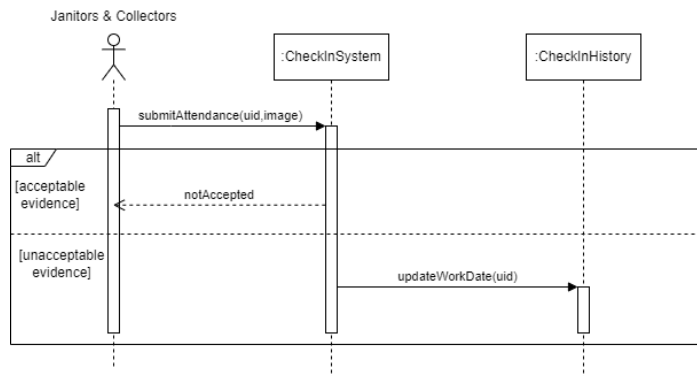 Janitors & Collectors
:CheckInSystem
:CheckInHistory
submitAttendance(uid,image)
alt
[acceptable
evidence]
notAccepted
[unacceptable
evidence]
updateWorkDate(uid)